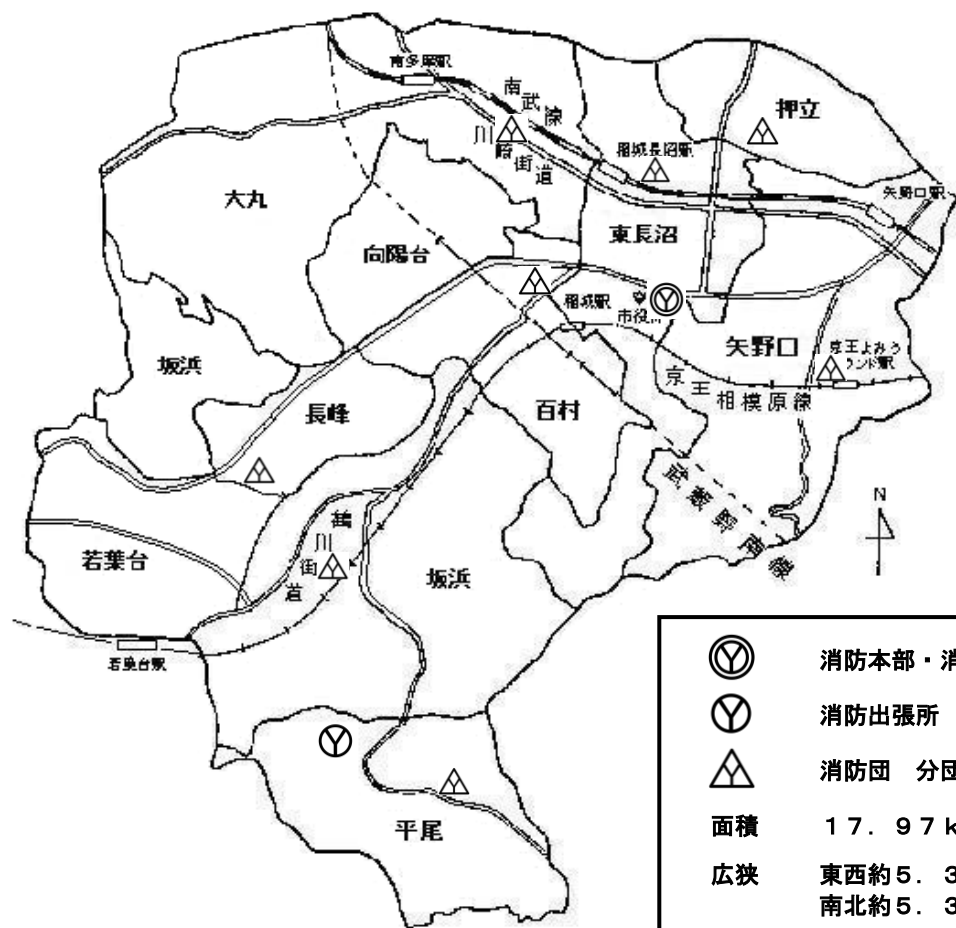 南多摩駅
南武線
川崎街道
押立
稲城長沼駅
矢野口駅
大丸
東長沼
向陽台
稲城駅
矢野口
京王よみうり
ランド駅
坂浜
長峰
百村
京王相模原線
武蔵野南線
N
鶴川街道
若葉台
坂浜
若葉台駅
平尾
消防本部・消
消防出張所
消防団 分団
面積 17.97k
広狭 東西約5.3
南北約5.3